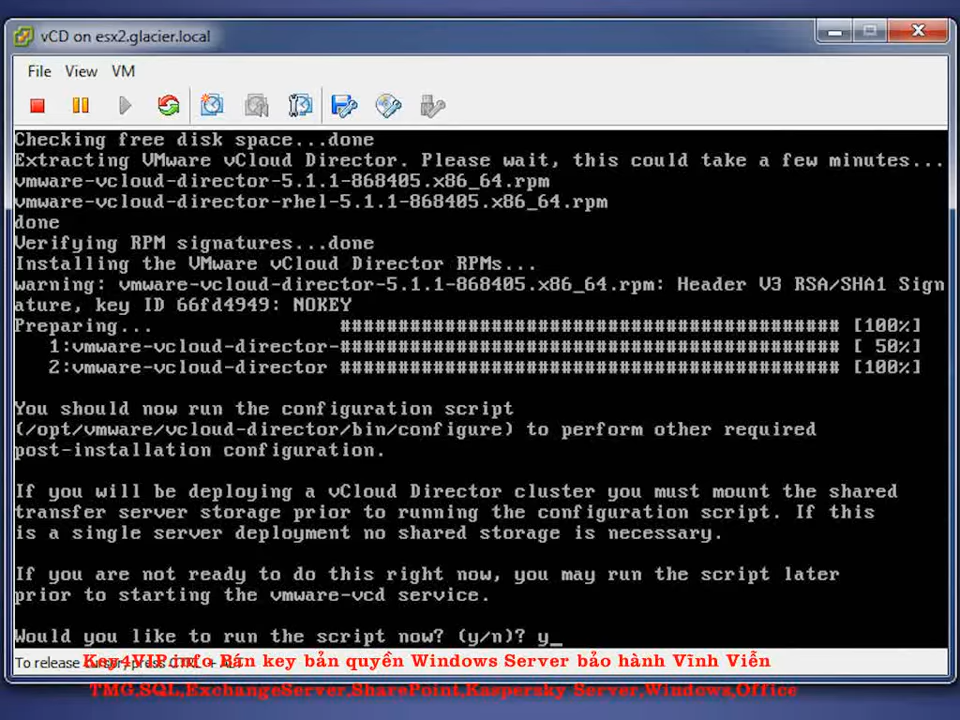 vCD on esx2.glacier.local
File View VM
Checking free disk space...done
Extracting VMware vCloud Director. Please wait, this could take a few minutes...
vmware-vcloud-director-5.1.1-868405.x86_64.rpm
vmware-vcloud-director-rhel-5.1.1-868405.x86_64.rpm
done
Verifying RPM signatures...done
Installing the VMware vCloud Director RPMs...
warning: vmware-vcloud-director-5.1.1-868405.x86_64.rpm: Header V3 RSA/SHA1 Sign
ature, key ID 66fd4949: NOKEY
Preparing... ########################################### [100%]
1:vmware-vcloud-director-########################################### [ 50%]
2:vmware-vcloud-director ########################################### [100%]
You should now run the configuration script
(/opt/vmware/vcloud-director/bin/configure) to perform other required
post-installation configuration.
If you will be deploying a vCloud Director cluster you must mount the shared
transfer server storage prior to running the configuration script. If this
is a single server deployment no shared storage is necessary.
If you are not ready to do this right now, you may run the script later
prior to starting the vmware-vcd service.
Would you like to run the script now? (y/n)? y_
To release cursor, press CTRL + ALT
Key4VIP.info Bán key bản quyền Windows Server bảo hành Vĩnh Viễn
TMG,SQL,ExchangeServer,SharePoint,Kaspersky Server,Windows,Office